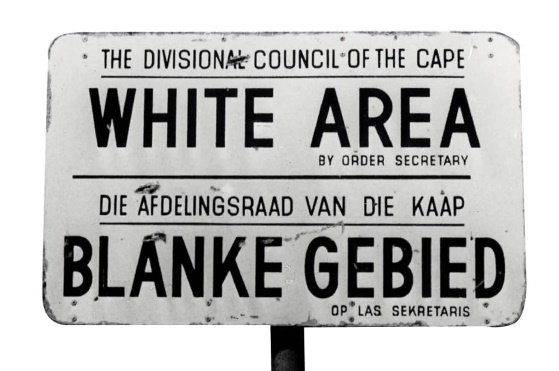 THE DIVISIONAL COUNCIL OF THE CAPE
WHITE AREA
BY ORDER SECRETARY
DIE AFDELINGSRAAD VAN DIE KAAP
BLANKE GEBIED
OP LAS SEKRETARIS